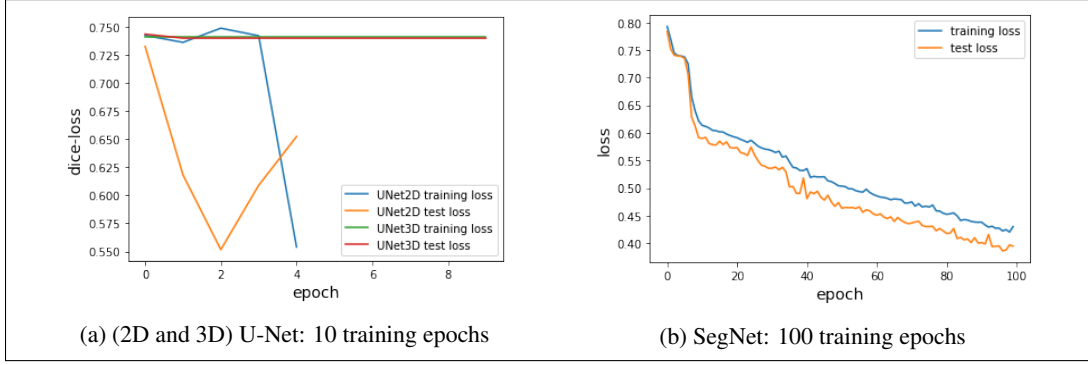 0.750
0.725
0.700
0.675
0.650
0.625
0.600
0.575
0.550
dice-loss
0
2
4
6
8
epoch
UNet2D training loss
UNet2D test loss
UNet3D training loss
UNet3D test loss
(a) (2D and 3D) U-Net: 10 training epochs
0.80
0.75
0.70
0.65
0.60
0.55
0.50
0.45
0.40
loss
0
20
40
60
80
100
epoch
training loss
test loss
(b) SegNet: 100 training epochs